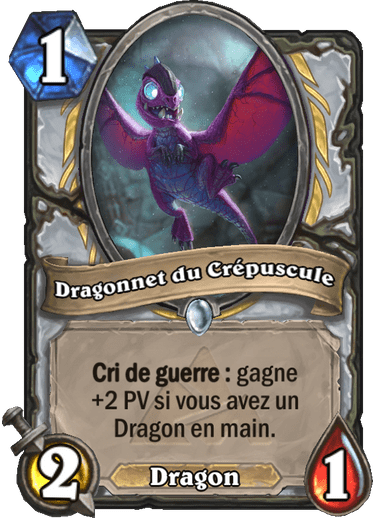 1
Dragonnet du Crépuscule
Cri de guerre : gagne
+2 PV si vous avez un
Dragon en main.
2
Dragon
1